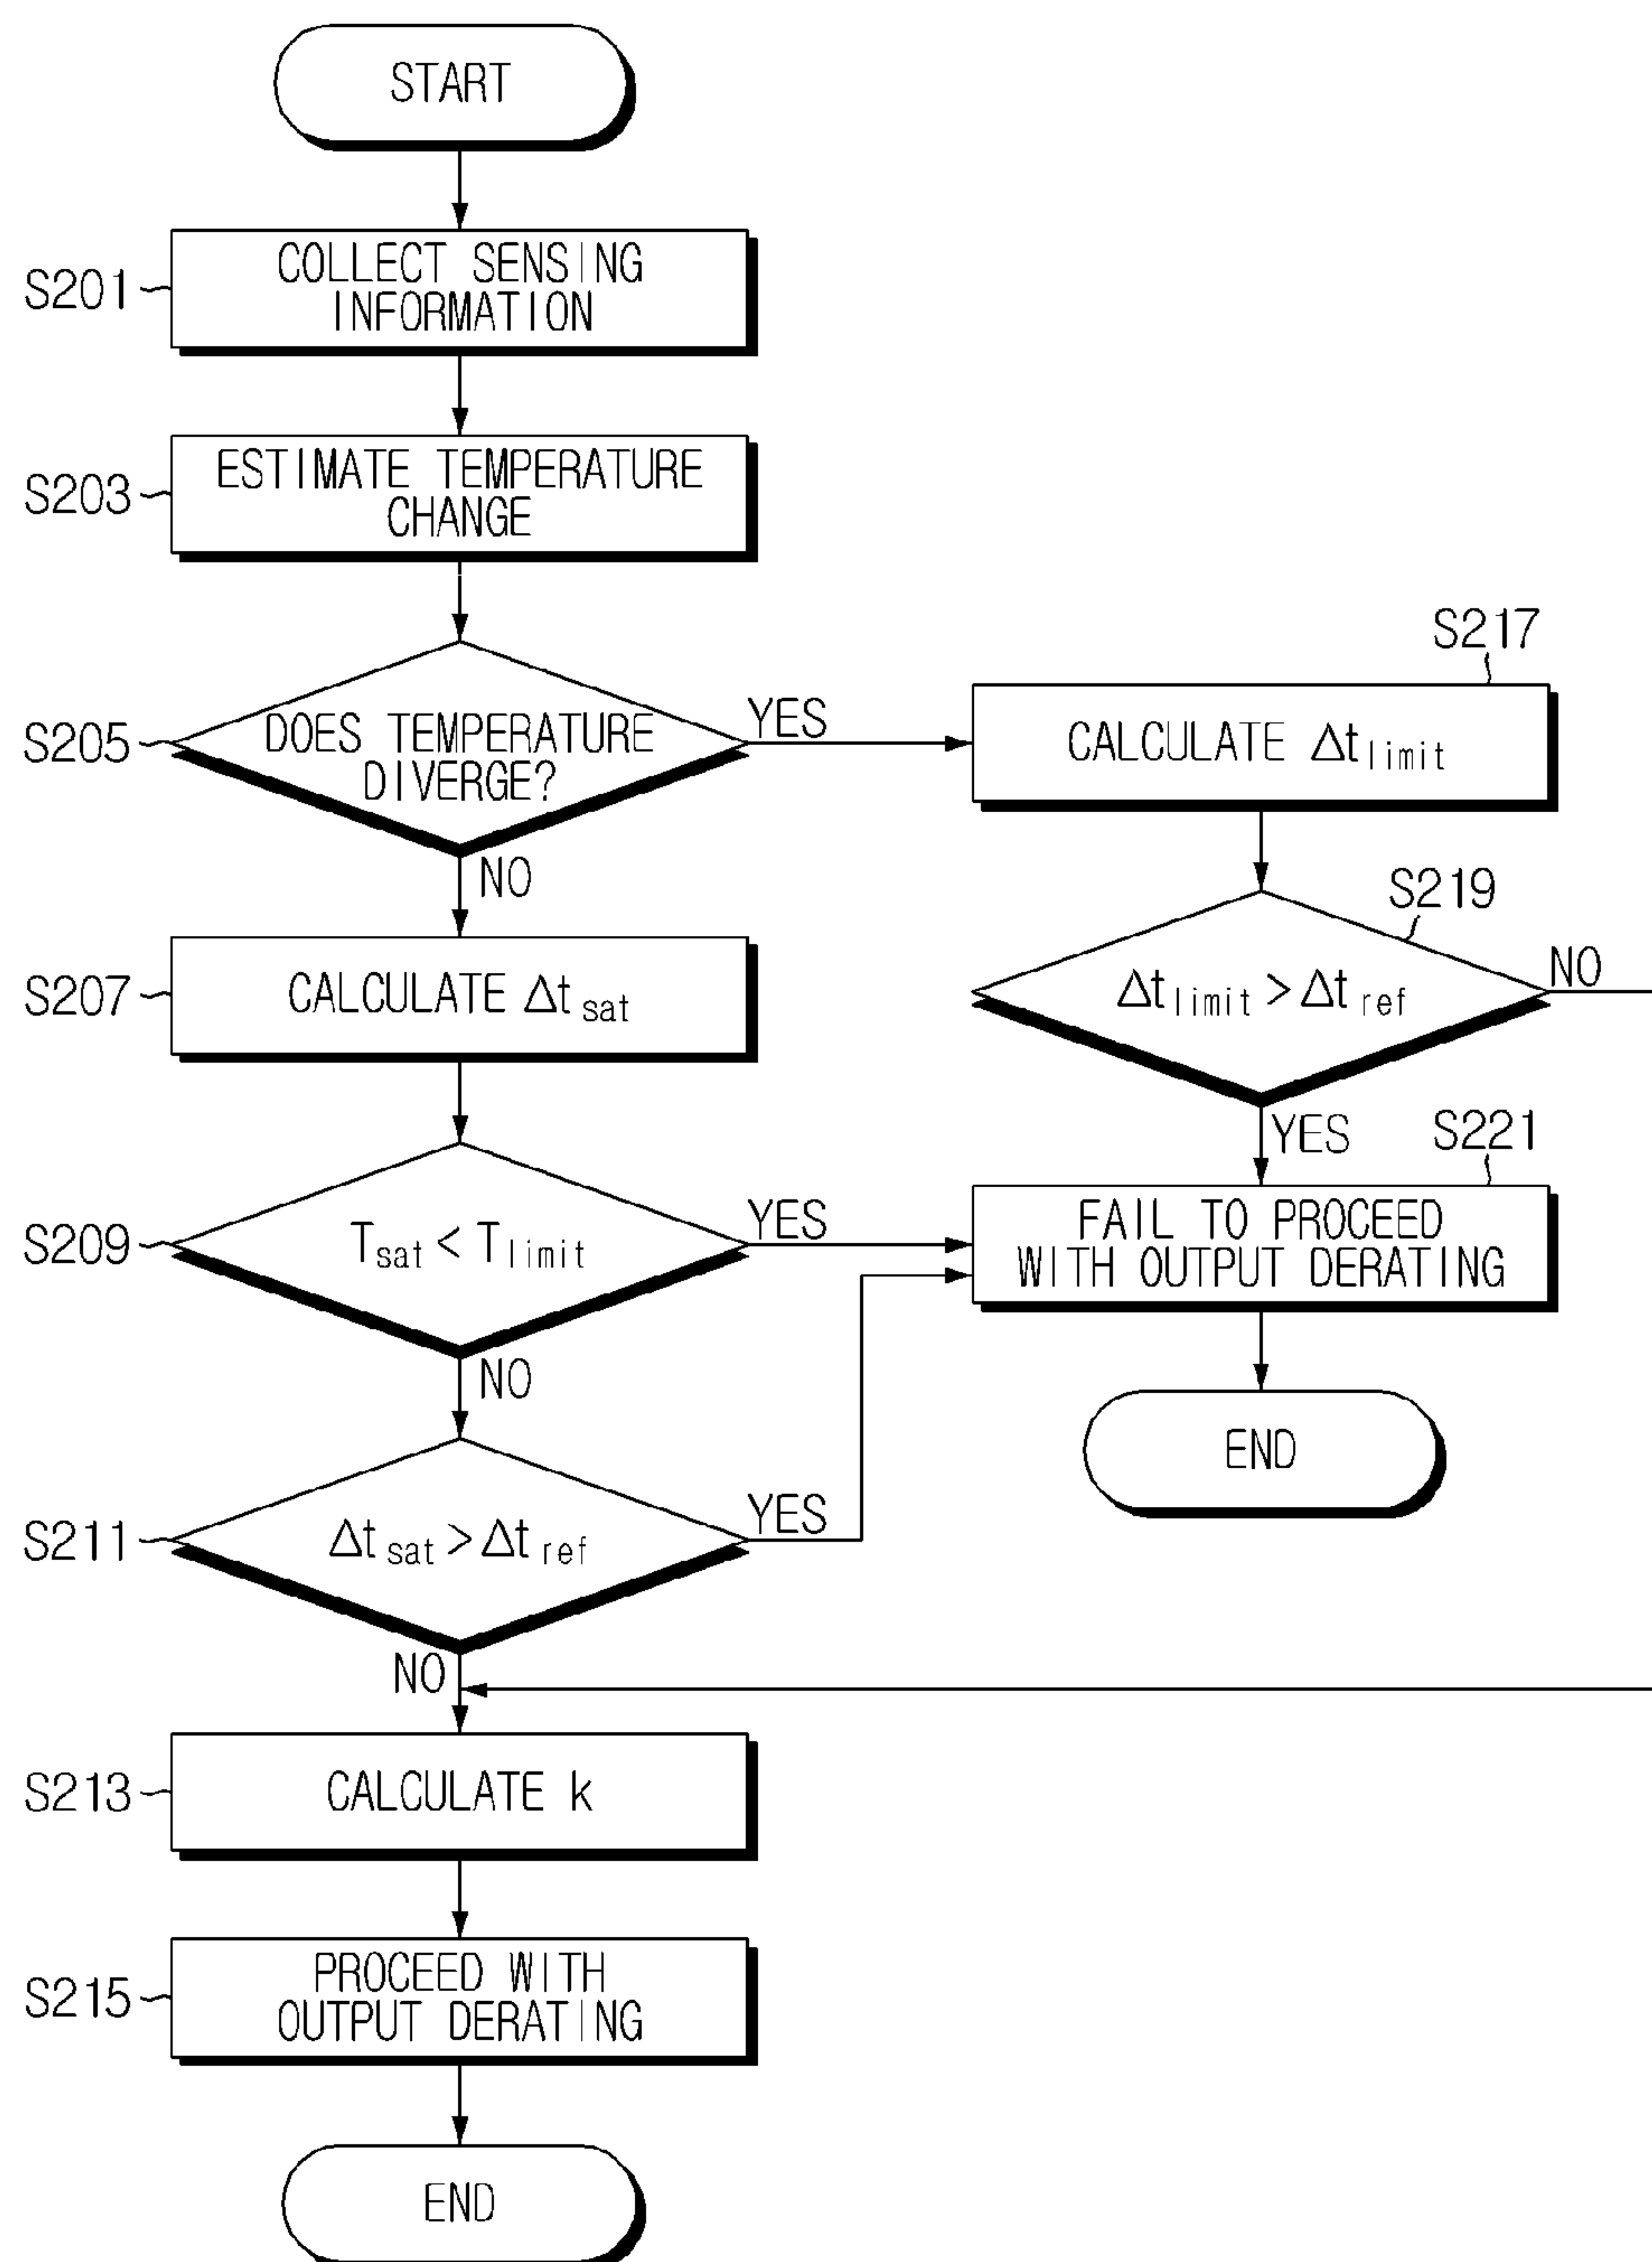 START
S201
COLLECT SENSING
INFORMATION
S203
ESTIMATE TEMPERATURE
CHANGE
S205
DOES TEMPERATURE
DIVERGE?
YES
NO
S217
CALCULATE Δt limit
S219
Δt limit > Δt ref
NO
YES
S207
CALCULATE Δt sat
S209
T sat < T limit
YES
NO
S221
FAIL TO PROCEED
WITH OUTPUT DERATING
END
S211
Δt sat > Δt ref
YES
NO
S213
CALCULATE k
S215
PROCEED WITH
OUTPUT DERATING
END